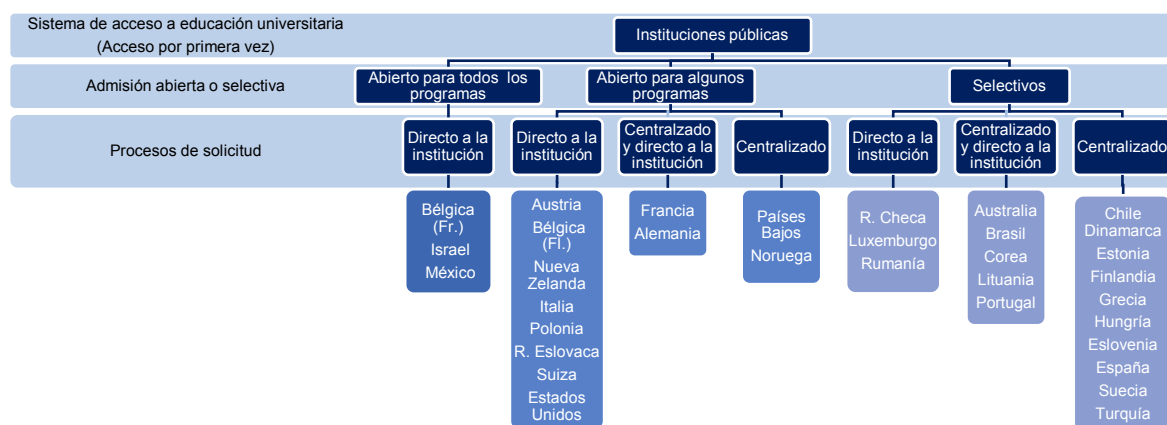 Sistema de acceso a educación universitaria
(Acceso por primera vez)
Instituciones públicas
Admisión abierta o selectiva
Abierto para todos los
programas
Abierto para algunos
programas
Selectivos
Procesos de solicitud
Directo a la
institución
Directo a la
institución
Centralzado
y directo a la
institución
Centralizado
Directo a la
institución
Centralizado
y directo a la
institución
Centralizado
Bélgica
(Fr.)
Israel
México
Austria
Bélgica
(Fl.)
Nueva
Zelanda
Italia
Polonia
R. Eslovaca
Suiza
Estados
Unidos
Francia
Alemania
Países
Bajos
Noruega
R. Checa
Luxemburgo
Rumanía
Australia
Brasil
Corea
Lituania
Portugal
Chile
Dinamarca
Estonia
Finlandia
Grecia
Hungría
Eslovenia
España
Suecia
Turquía